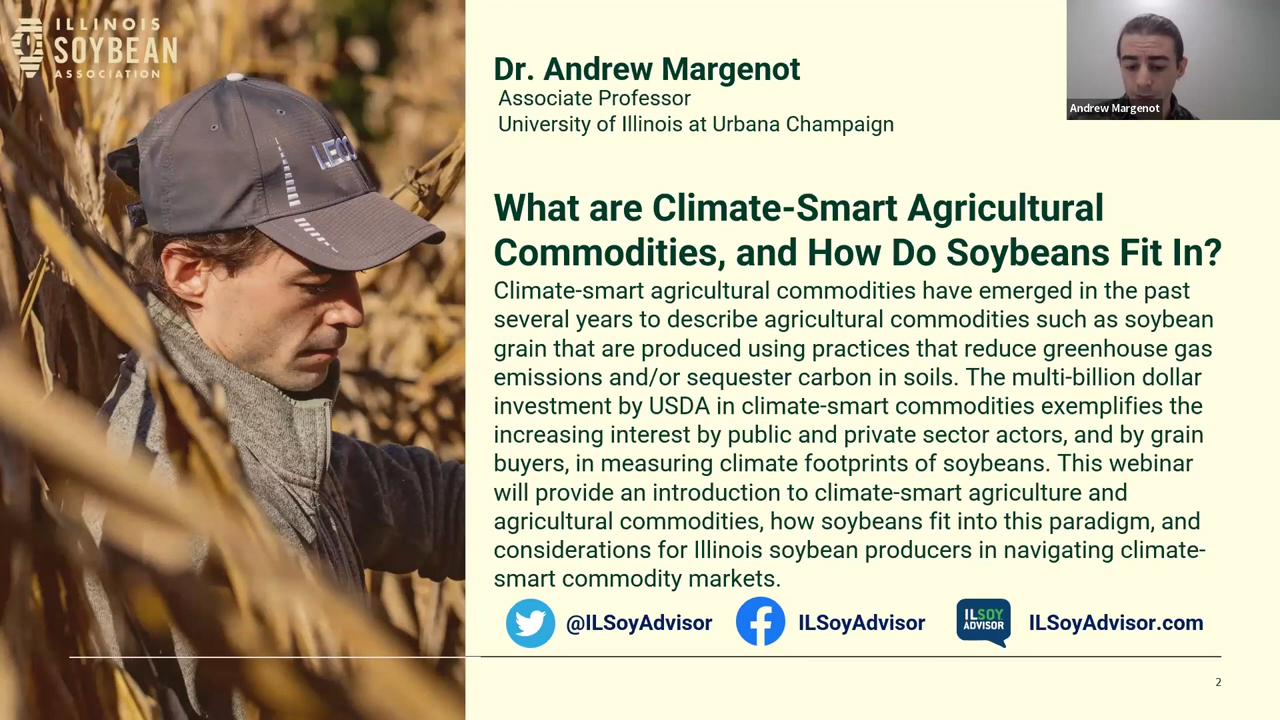 ILLINOIS
SOYBEAN
ASSOCIATION
Dr. Andrew Margenot
Associate Professor
University of Illinois at Urbana Champaign
Andrew Margenot
What are Climate-Smart Agricultural
Commodities, and How Do Soybeans Fit In?
Climate-smart agricultural commodities have emerged in the past
several years to describe agricultural commodities such as soybean
grain that are produced using practices that reduce greenhouse gas
emissions and/or sequester carbon in soils. The multi-billion dollar
investment by USDA in climate-smart commodities exemplifies the
increasing interest by public and private sector actors, and by grain
buyers, in measuring climate footprints of soybeans. This webinar
will provide an introduction to climate-smart agriculture and
agricultural commodities, how soybeans fit into this paradigm, and
considerations for Illinois soybean producers in navigating climate-
smart commodity markets.
@ILSoyAdvisor
ILSoyAdvisor
ILSOY
ADVISOR
ILSoyAdvisor.com
2